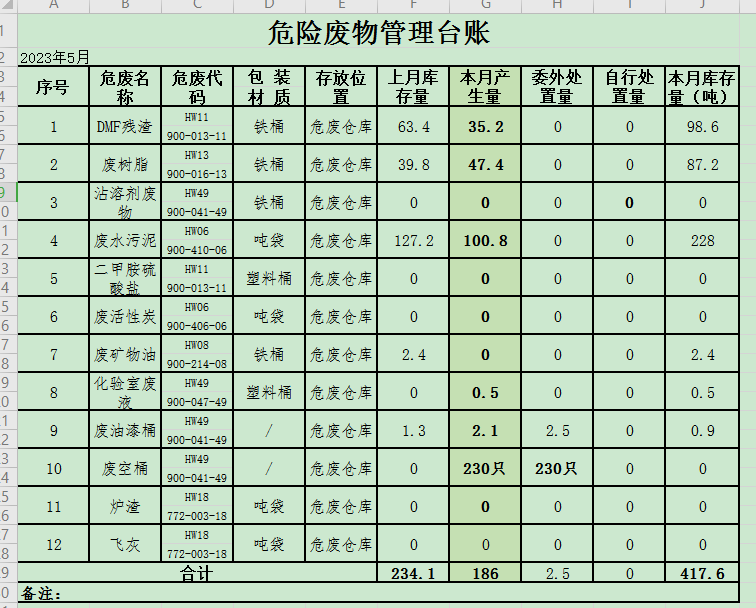 A B C D E F G H I J
危险废物管理台账
2023年5月
序号 危废名称 危废代码 包装材质 存放位置 上月库存量 本月产生量 委外处置量 自行处置量 本月库存量（吨）
1 DMF残渣 HW11 900-013-11 铁桶 危废仓库 63.4 35.2 0 0 98.6
2 废树脂 HW13 900-016-13 铁桶 危废仓库 39.8 47.4 0 0 87.2
3 沾溶剂废物 HW49 900-041-49 铁桶 危废仓库 0 0 0 0 0
4 废水污泥 HW06 900-410-06 吨袋 危废仓库 127.2 100.8 0 0 228
5 二甲胺硫酸盐 HW11 900-013-11 塑料桶 危废仓库 0 0 0 0 0
6 废活性炭 HW06 900-406-06 吨袋 危废仓库 0 0 0 0 0
7 废矿物油 HW08 900-214-08 铁桶 危废仓库 2.4 0 0 0 2.4
8 化验室废液 HW49 900-047-49 塑料桶 危废仓库 0 0.5 0 0 0.5
9 废油漆桶 HW49 900-041-49 / 危废仓库 1.3 2.1 2.5 0 0.9
10 废空桶 HW49 900-041-49 / 危废仓库 0 230只 230只 0 0
11 炉渣 HW18 772-003-18 吨袋 危废仓库 0 0 0 0 0
12 飞灰 HW18 772-003-18 吨袋 危废仓库 0 0 0 0 0
合计 234.1 186 2.5 0 417.6
备注：